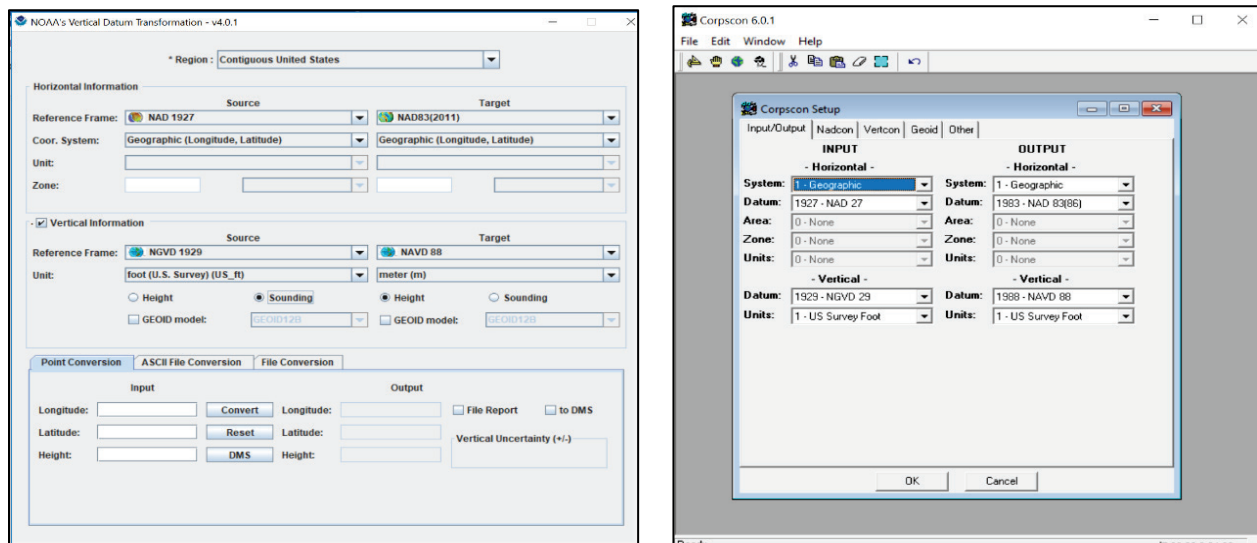 NOAA's Vertical Datum Transformation - v4.0.1
* Region : Contiguous United States
Horizontal Information
Source Target
Reference Frame: NAD 1927 NAD83(2011)
Coor. System: Geographic (Longitude, Latitude) Geographic (Longitude, Latitude)
Unit:
Zone:
Vertical Information
Source Target
Reference Frame: NGVD 1929 NAVD 88
Unit: foot (U.S. Survey) (US_ft) meter (m)
Height Sounding Height Sounding
GEOID model: GEOID12B GEOID model: GEOID12B
Point Conversion ASCII File Conversion File Conversion
Input Output
Longitude: Convert Longitude: File Report to DMS
Latitude: Reset Latitude: Vertical Uncertainty (+/-)
Height: DMS Height:
Corpscon 6.0.1
File Edit Window Help
Corpscon Setup
Input/Output Nadcon Vertcon Geoid Other
INPUT OUTPUT
- Horizontal - - Horizontal -
System: 1 - Geographic System: 1 - Geographic
Datum: 1927 - NAD 27 Datum: 1983 - NAD 83(86)
Area: 0 - None Area: 0 - None
Zone: 0 - None Zone: 0 - None
Units: 0 - None Units: 0 - None
- Vertical - - Vertical -
Datum: 1929 - NGVD 29 Datum: 1988 - NAVD 88
Units: 1 - US Survey Foot Units: 1 - US Survey Foot
OK Cancel